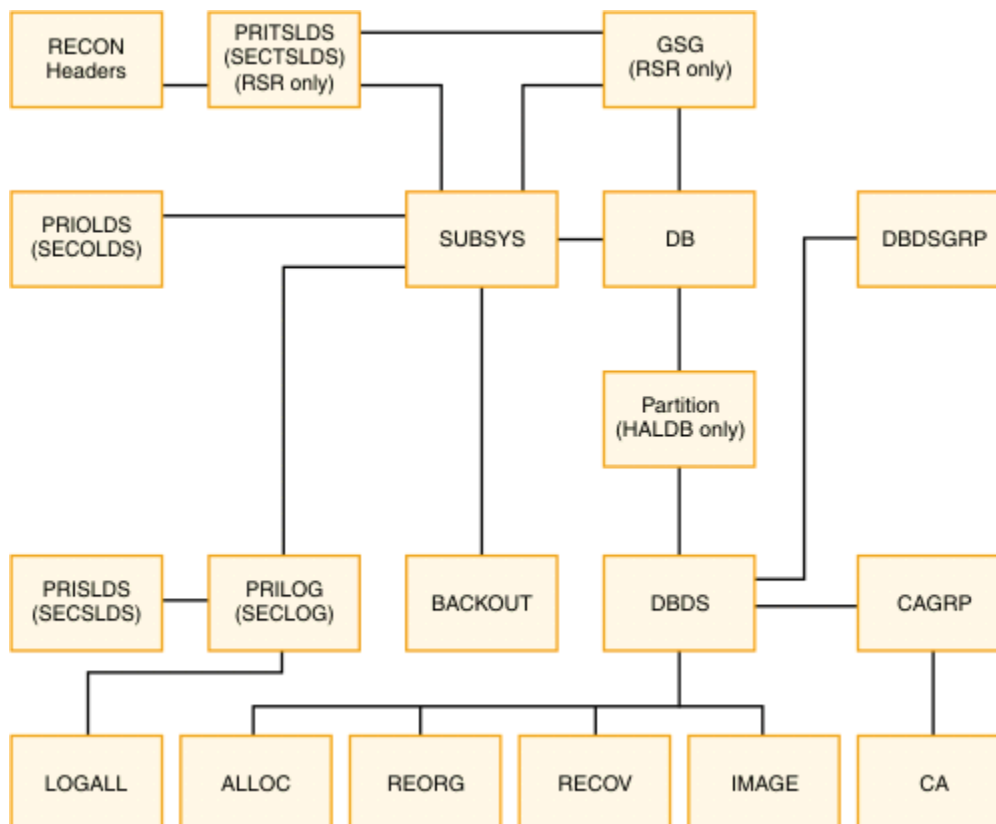 RECON
Headers
PRITSLDS
(SECTSLDS)
(RSR only)
GSG
(RSR only)
PRIOLDS
(SECOLDS)
SUBSYS
DB
DBDSGRP
Partition
(HALDB only)
PRISLDS
(SECSLDS)
PRILOG
(SECLOG)
BACKOUT
DBDS
CAGRP
LOGALL
ALLOC
REORG
RECOV
IMAGE
CA